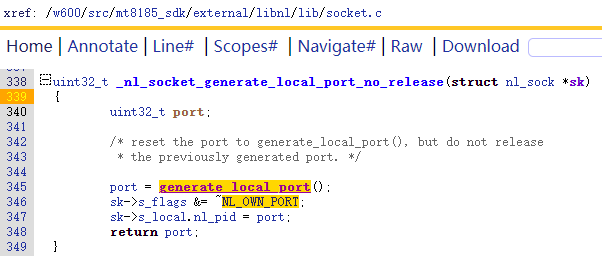 xref: /w600/src/mt8185_sdk/external/libnl/lib/socket.c
Home | Annotate | Line# | Scopes# | Navigate# | Raw | Download
338 uint32_t _nl_socket_generate_local_port_no_release(struct nl_sock *sk)
339 {
340 uint32_t port;
341
342 /* reset the port to generate_local_port(), but do not release
343 * the previously generated port. */
344
345 port = generate_local_port();
346 sk->s_flags &= ~NL_OWN_PORT;
347 sk->s_local.nl_pid = port;
348 return port;
349 }